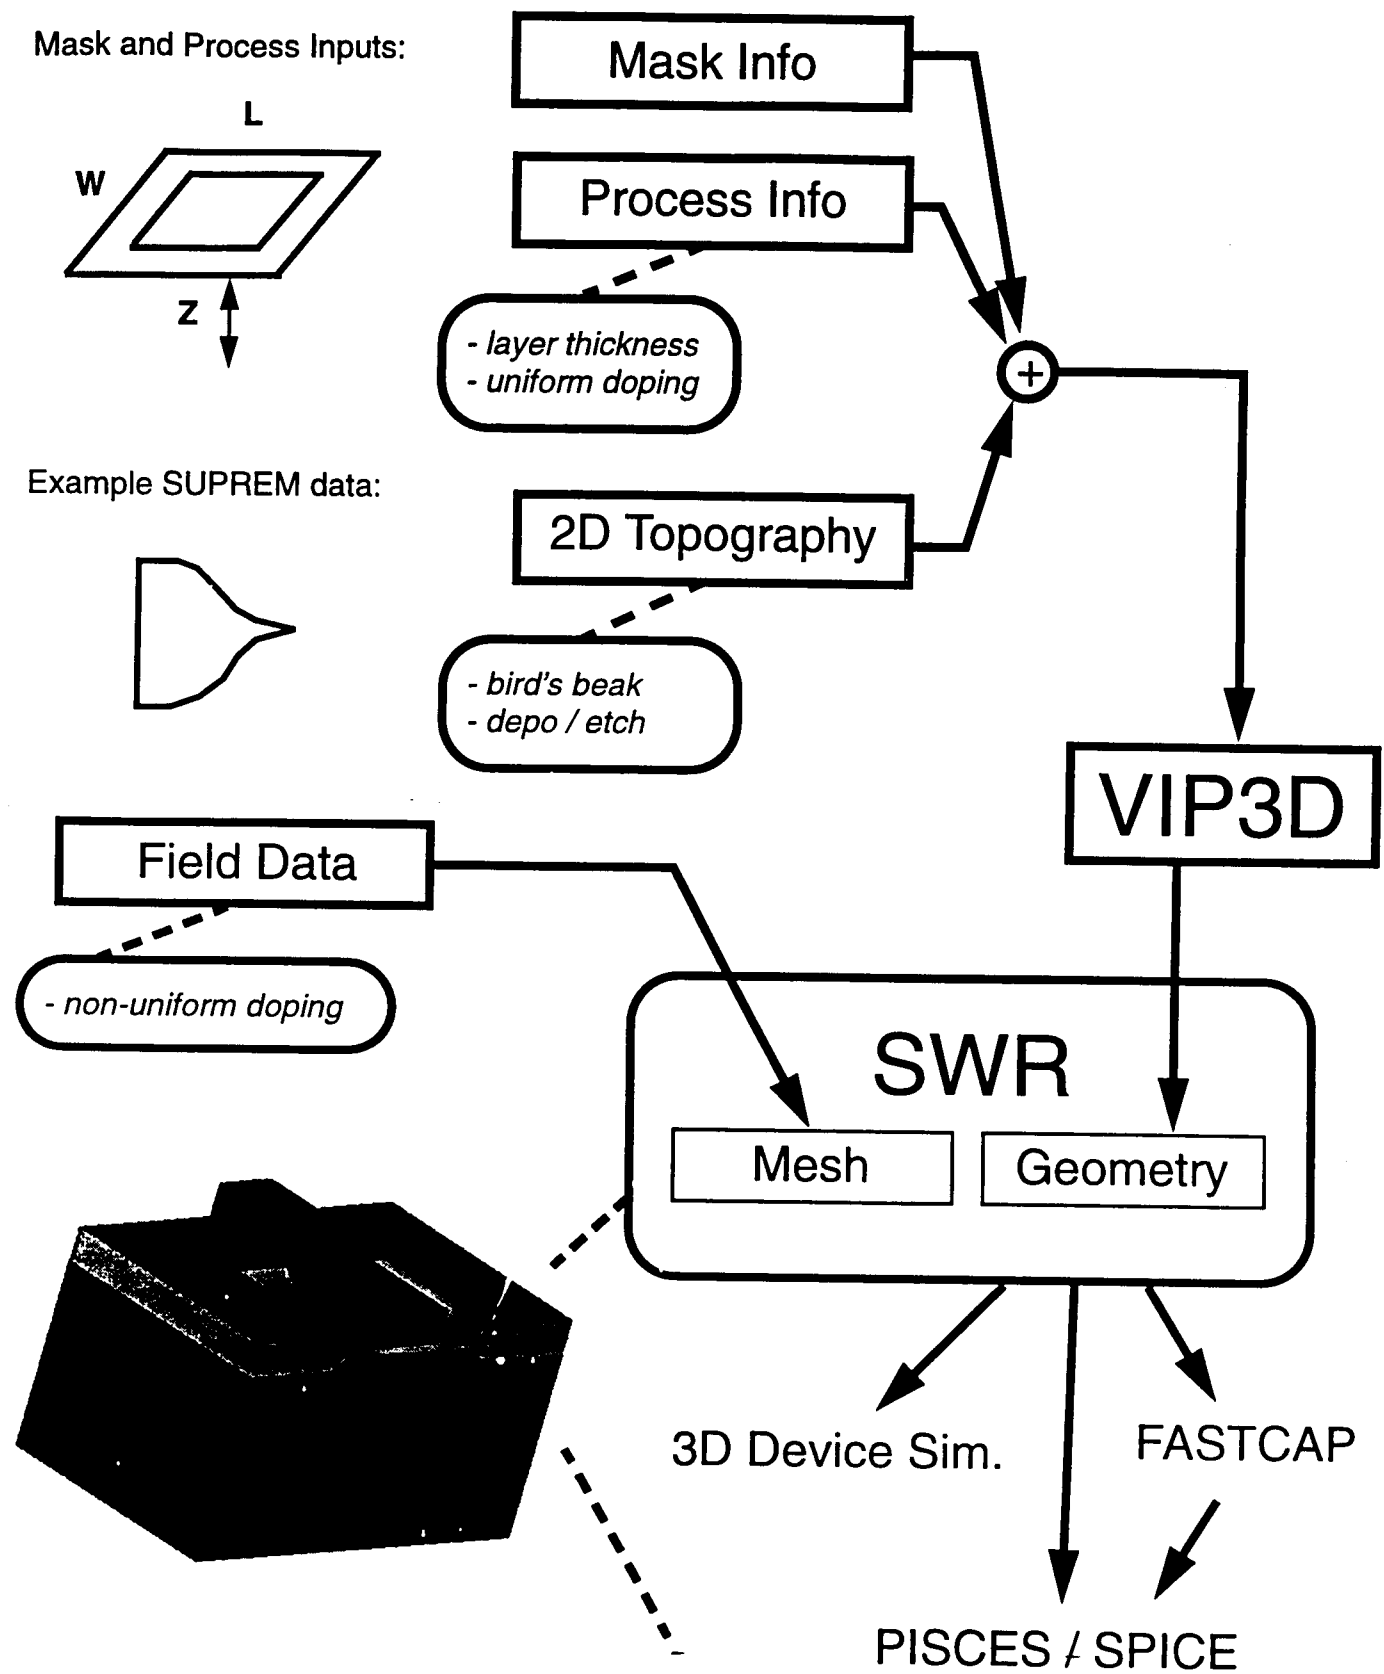 Mask and Process Inputs:
Mask Info
L
W
Process Info
Z
- layer thickness
- uniform doping
+
Example SUPREM data:
2D Topography
- bird's beak
- depo / etch
VIP3D
Field Data
- non-uniform doping
SWR
Mesh
Geometry
3D Device Sim.
FASTCAP
PISCES / SPICE